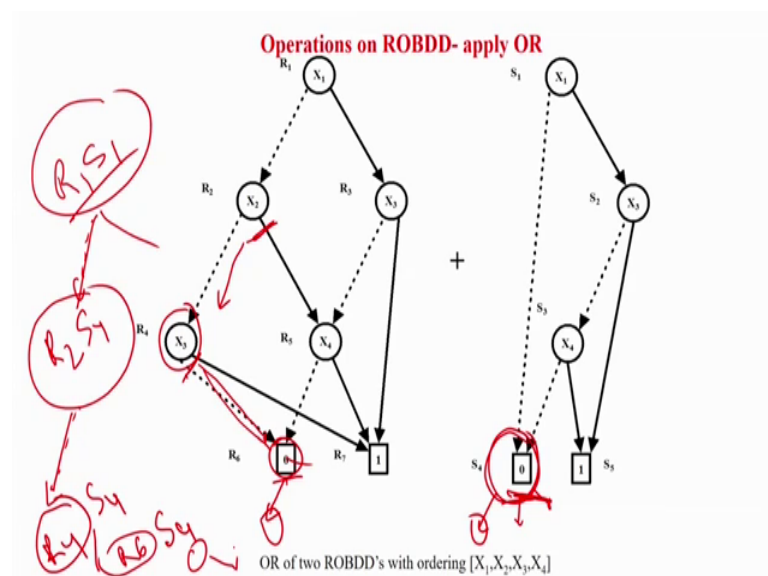 Operations on ROBDD- apply OR
R₁ X₁
S₁ X₁
R₁S₁
R₂ X₂
R₃ X₃
S₂ X₃
+
R₂S₄
R₄ X₃
R₅ X₄
S₃ X₄
R₆ 0
R₇ 1
S₄ 0
1 S₅
R₄ S₄
R₆ S₄ 0
0
0
OR of two ROBDD's with ordering [X₁,X₂,X₃,X₄]